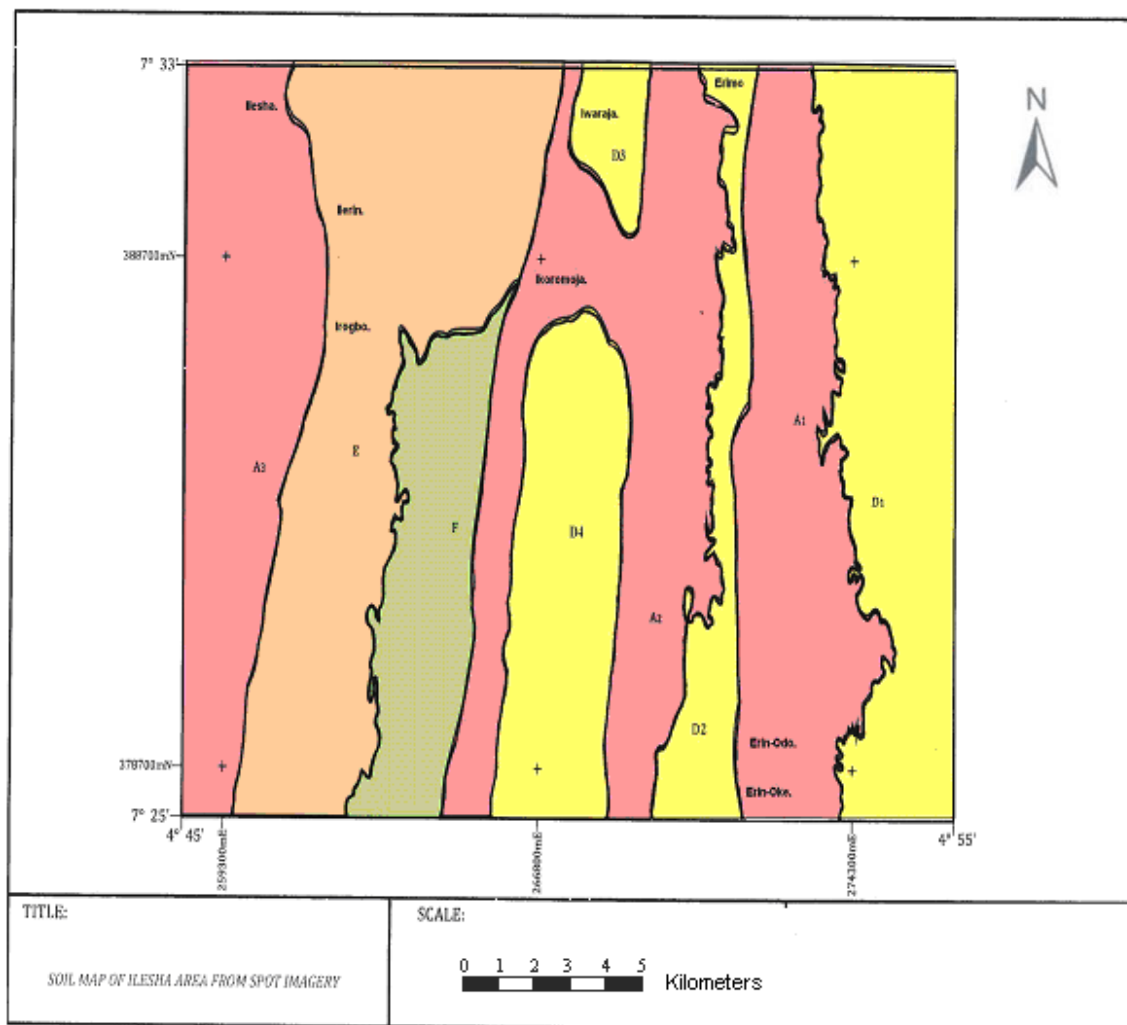 7° 33'
Ilesha.
Iwaraja.
Erimo
N
D3
Ilerin.
388700mN
Ikoromoja.
Irogbo.
A3
E
F
D4
A1
D1
A2
D2
Erin-Odo.
Erin-Oke.
378700mN
7° 25'
4° 45'
4° 55'
259300mE
266800mE
274300mE
TITLE:
SOIL MAP OF ILESHA AREA FROM SPOT IMAGERY
SCALE:
0 1 2 3 4 5
Kilometers